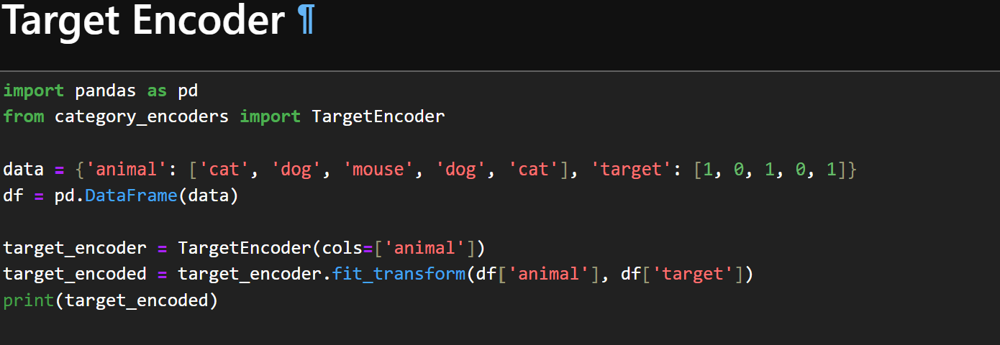 Target Encoder ¶
import pandas as pd
from category_encoders import TargetEncoder
data = {'animal': ['cat', 'dog', 'mouse', 'dog', 'cat'], 'target': [1, 0, 1, 0, 1]}
df = pd.DataFrame(data)
target_encoder = TargetEncoder(cols=['animal'])
target_encoded = target_encoder.fit_transform(df['animal'], df['target'])
print(target_encoded)